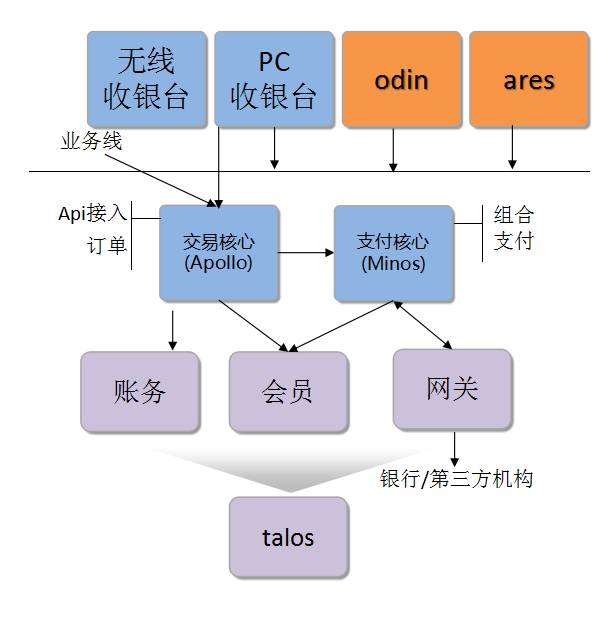 无线
收银台
PC
收银台
odin
ares
业务线
Api接入
订单
交易核心
(Apollo)
支付核心
(Minos)
组合
支付
账务
会员
网关
银行/第三方机构
talos